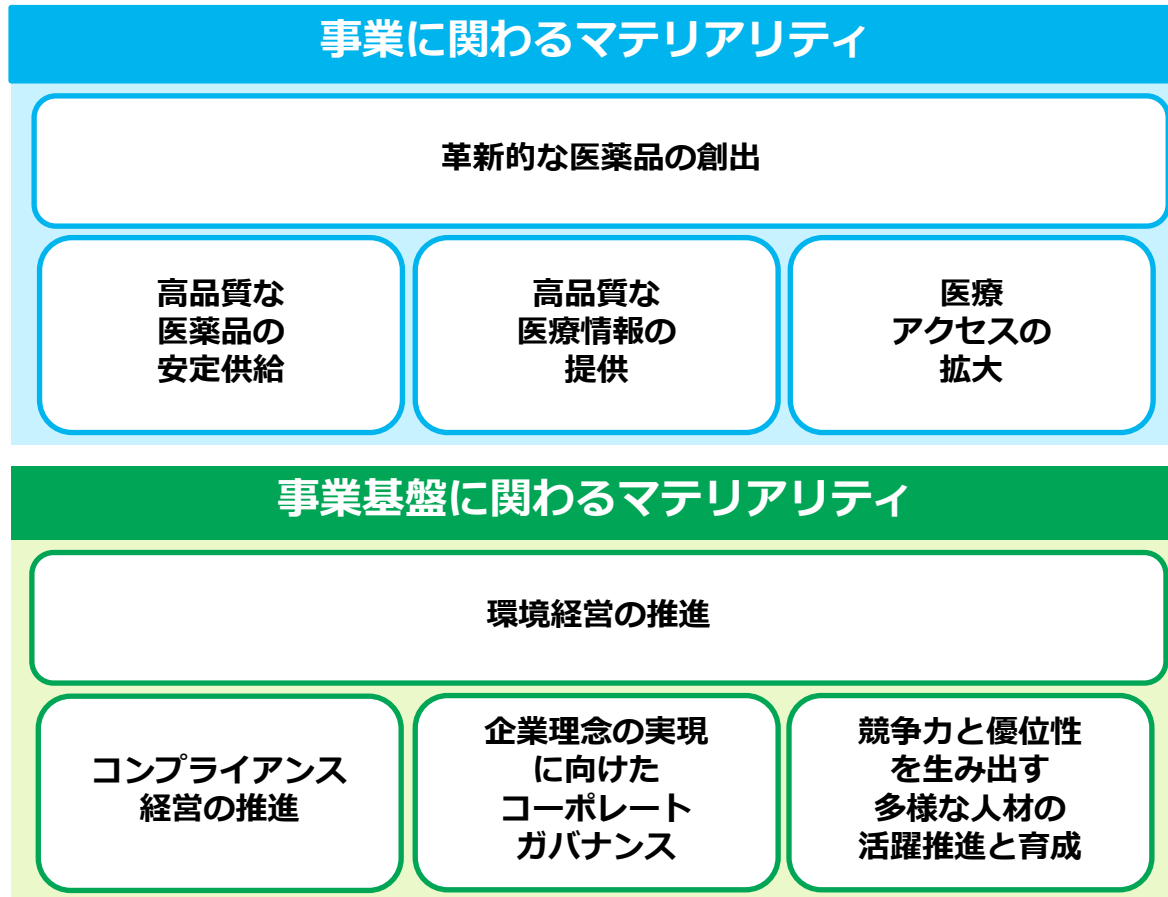 事業に関わるマテリアリティ
革新的な医薬品の創出
高品質な
医薬品の
安定供給
高品質な
医療情報の
提供
医療
アクセスの
拡大
事業基盤に関わるマテリアリティ
環境経営の推進
コンプライアンス
経営の推進
企業理念の実現
に向けた
コーポレート
ガバナンス
競争力と優位性
を生み出す
多様な人材の
活躍推進と育成